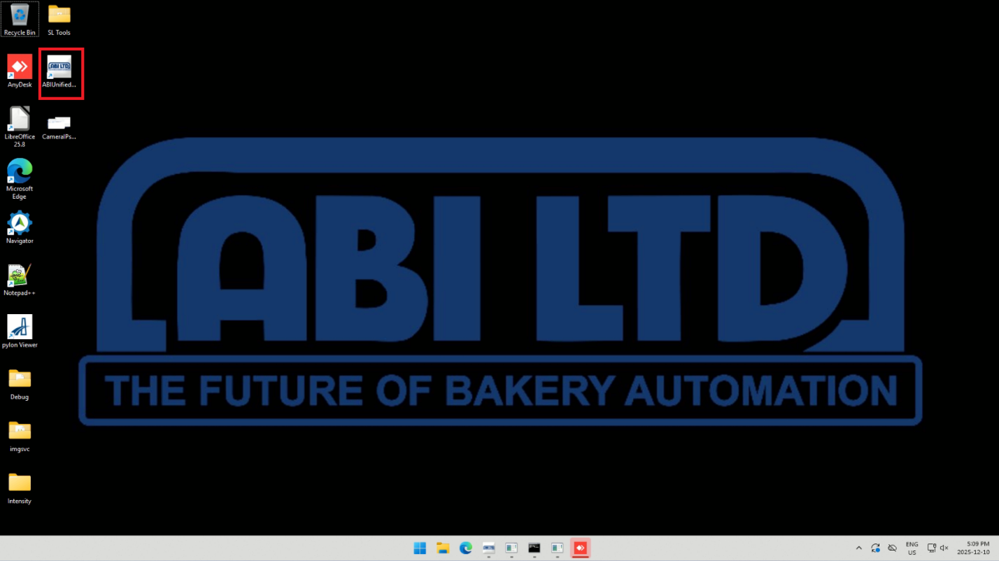 Recycle Bin
SL Tools
AnyDesk
ABI LTD
ABIUnified...
LibreOffice
25.8
CameraIPs...
Microsoft
Edge
Navigator
Notepad++
pylon Viewer
Debug
imgsvc
Intensity
ABI LTD
THE FUTURE OF BAKERY AUTOMATION
ENG
US
5:09 PM
2025-12-10